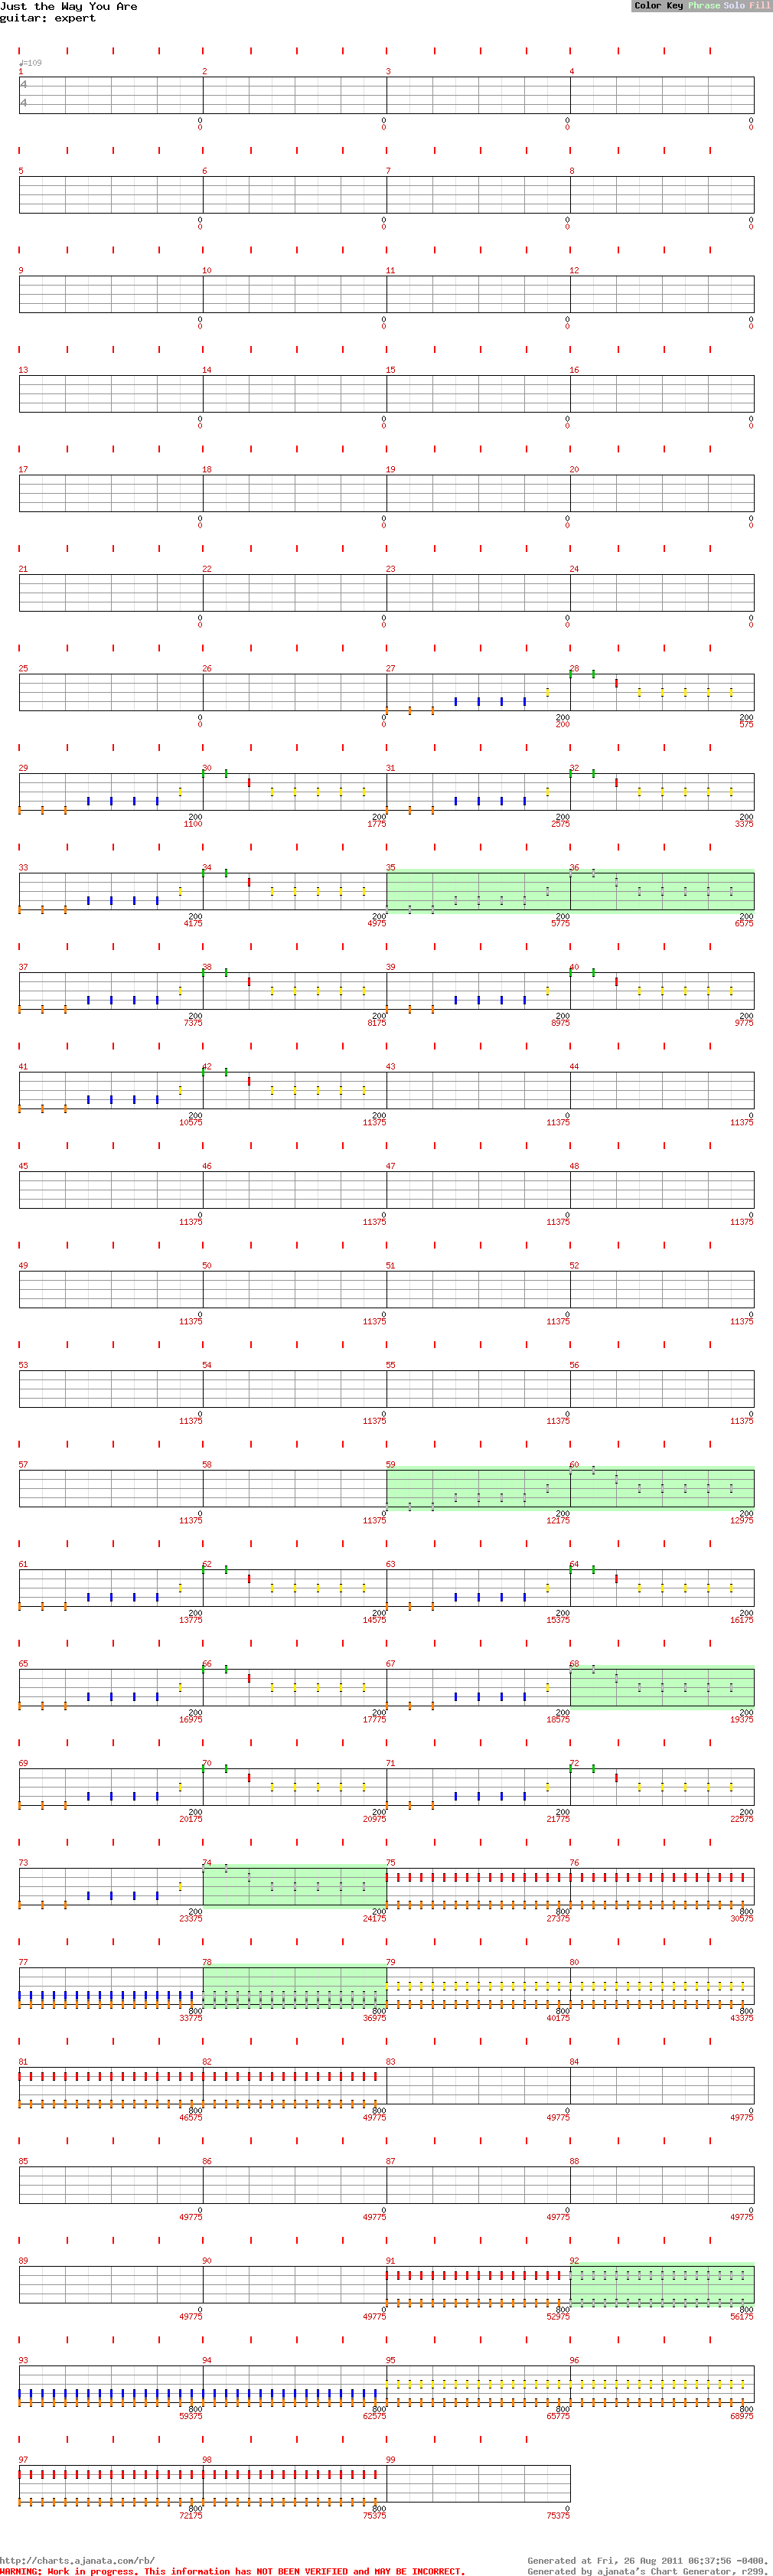 Just the Way You Are
guitar: expert
Color Key Phrase Solo Fill
♩=109
1 2 3 4
4
4
0 0 0 0
0 0 0 0
5 6 7 8
0 0 0 0
0 0 0 0
9 10 11 12
0 0 0 0
0 0 0 0
13 14 15 16
0 0 0 0
0 0 0 0
17 18 19 20
0 0 0 0
0 0 0 0
21 22 23 24
0 0 0 0
0 0 0 0
25 26 27 28
0 0 200 200
0 0 200 575
29 30 31 32
200 200 200 200
1100 1775 2575 3375
33 34 35 36
200 200 200 200
4175 4975 5775 6575
37 38 39 40
200 200 200 200
7375 8175 8975 9775
41 42 43 44
200 200 0 0
10575 11375 11375 11375
45 46 47 48
0 0 0 0
11375 11375 11375 11375
49 50 51 52
0 0 0 0
11375 11375 11375 11375
53 54 55 56
0 0 0 0
11375 11375 11375 11375
57 58 59 60
0 0 200 200
11375 11375 12175 12975
61 62 63 64
200 200 200 200
13775 14575 15375 16175
65 66 67 68
200 200 200 200
16975 17775 18575 19375
69 70 71 72
200 200 200 200
20175 20975 21775 22575
73 74 75 76
200 200 800 800
23375 24175 27375 30575
77 78 79 80
800 800 800 800
33775 36975 40175 43375
81 82 83 84
800 800 0 0
46575 49775 49775 49775
85 86 87 88
0 0 0 0
49775 49775 49775 49775
89 90 91 92
0 0 800 800
49775 49775 52975 56175
93 94 95 96
800 800 800 800
59375 62575 65775 68975
97 98 99
800 800 0
72175 75375 75375
http://charts.ajanata.com/rb/
Generated at Fri, 26 Aug 2011 06:37:56 -0400.
WARNING: Work in progress. This information has NOT BEEN VERIFIED and MAY BE INCORRECT.
Generated by ajanata's Chart Generator, r299.